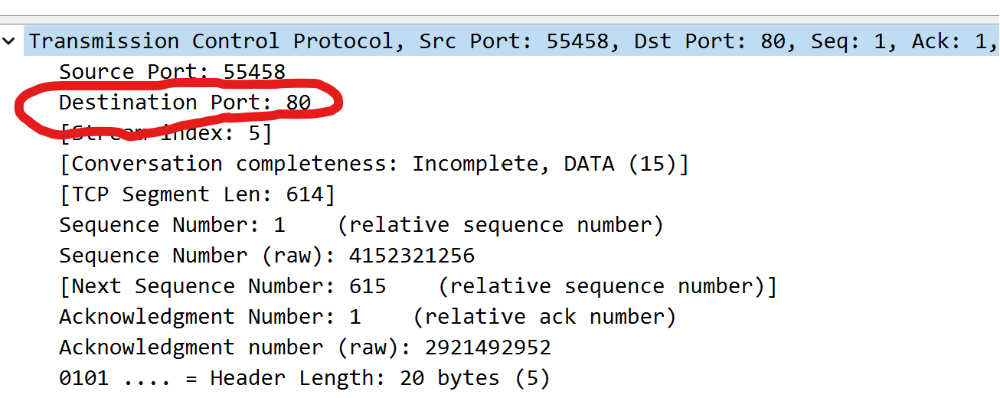 Transmission Control Protocol, Src Port: 55458, Dst Port: 80, Seq: 1, Ack: 1,
Source Port: 55458
Destination Port: 80
[Stream index: 5]
[Conversation completeness: Incomplete, DATA (15)]
[TCP Segment Len: 614]
Sequence Number: 1    (relative sequence number)
Sequence Number (raw): 4152321256
[Next Sequence Number: 615    (relative sequence number)]
Acknowledgment Number: 1    (relative ack number)
Acknowledgment number (raw): 2921492952
0101 .... = Header Length: 20 bytes (5)